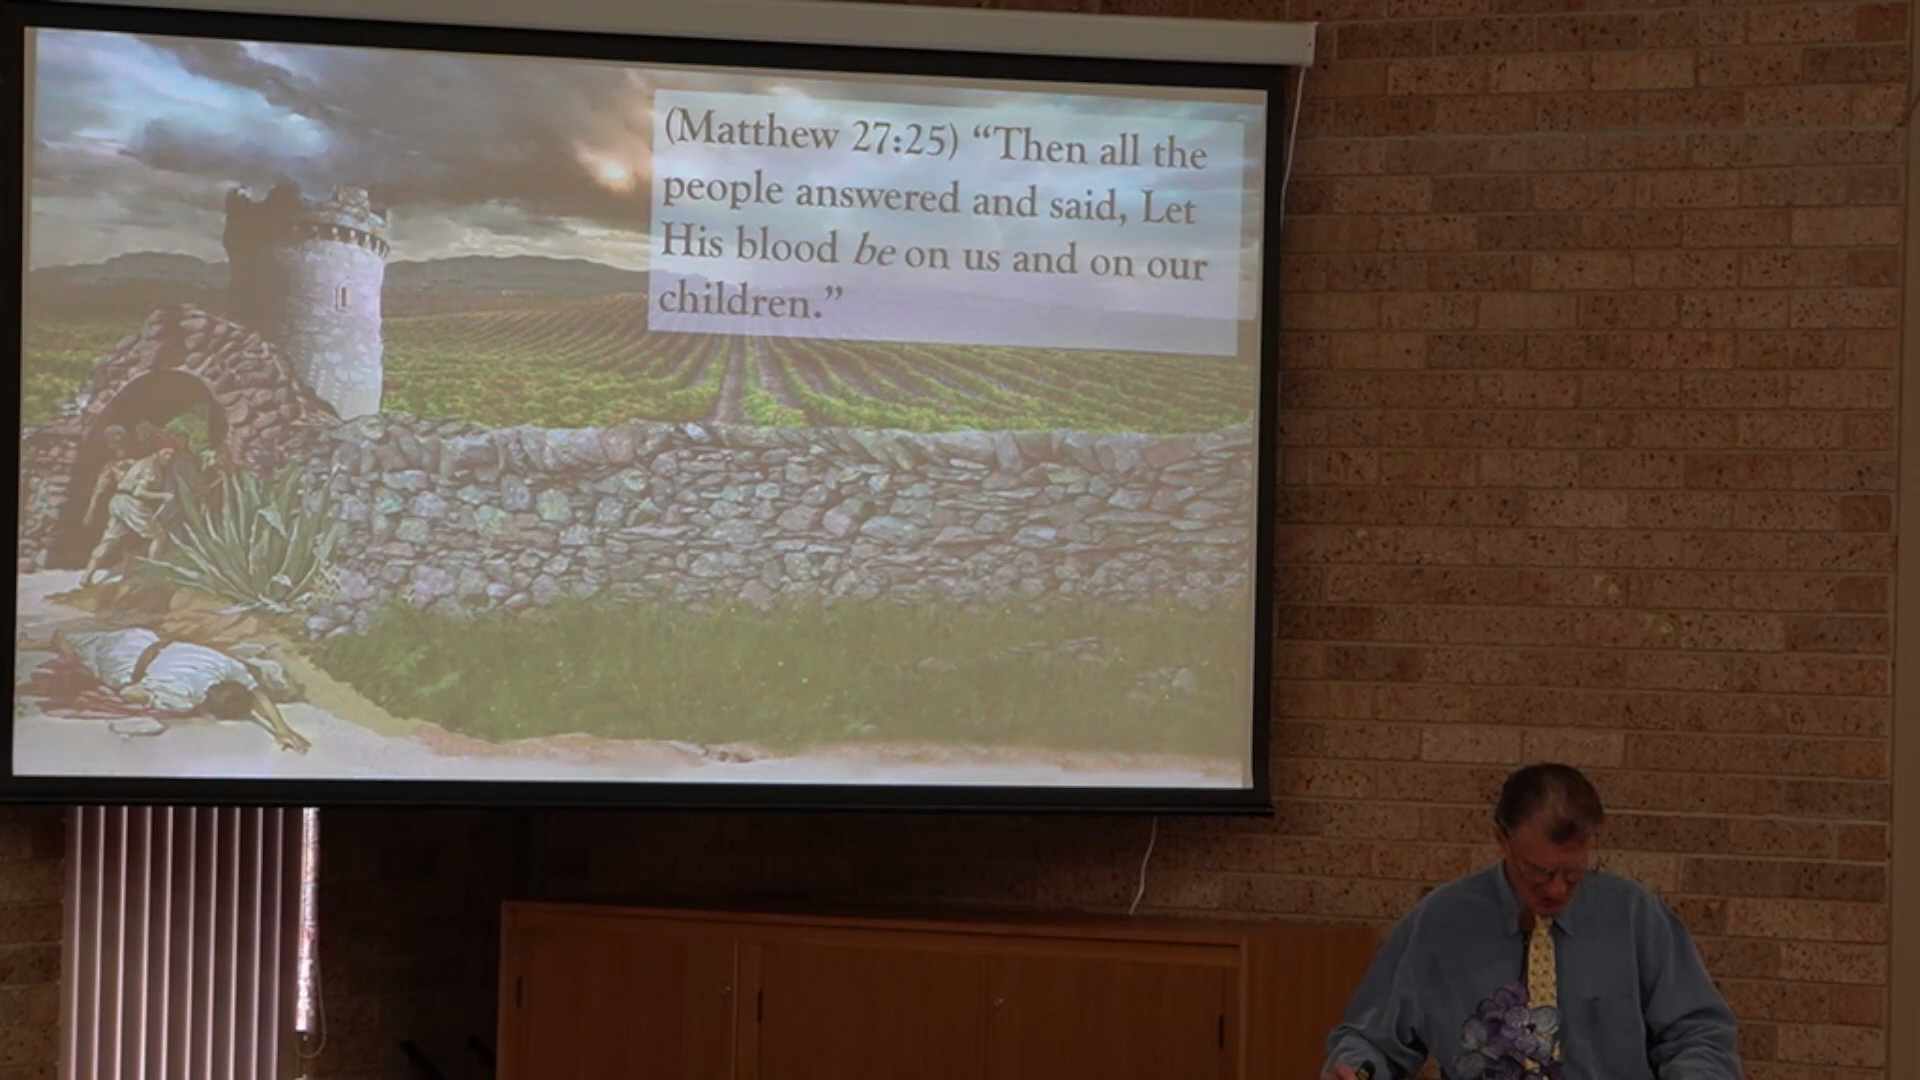 (Matthew 27:25) “Then all the
people answered and said, Let
His blood be on us and on our
children.”